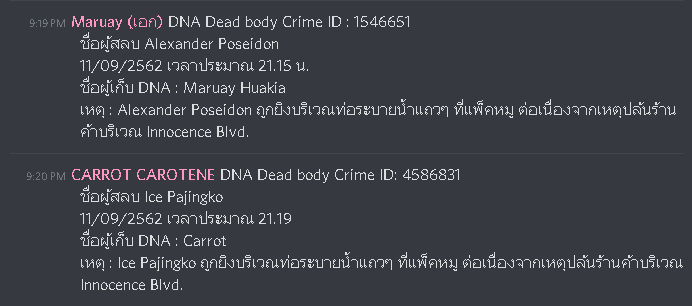 9:19 PM Maruay (เอก) DNA Dead body Crime ID : 1546651
ชื่อผู้สลบ Alexander Poseidon
11/09/2562 เวลาประมาณ 21.15 น.
ชื่อผู้เก็บ DNA : Maruay Huakia
เหตุ : Alexander Poseidon ถูกยิงบริเวณท่อระบายน้ำแถวๆ ที่แพ็คหมู ต่อเนื่องจากเหตุปล้นร้าน
ค้าบริเวณ Innocence Blvd.
9:20 PM CARROT CAROTENE DNA Dead body Crime ID: 4586831
ชื่อผู้สลบ Ice Pajingko
11/09/2562 เวลาประมาณ 21.19
ชื่อผู้เก็บ DNA : Carrot
เหตุ : Ice Pajingko ถูกยิงบริเวณท่อระบายน้ำแถวๆ ที่แพ็คหมู ต่อเนื่องจากเหตุปล้นร้านค้าบริเวณ
Innocence Blvd.